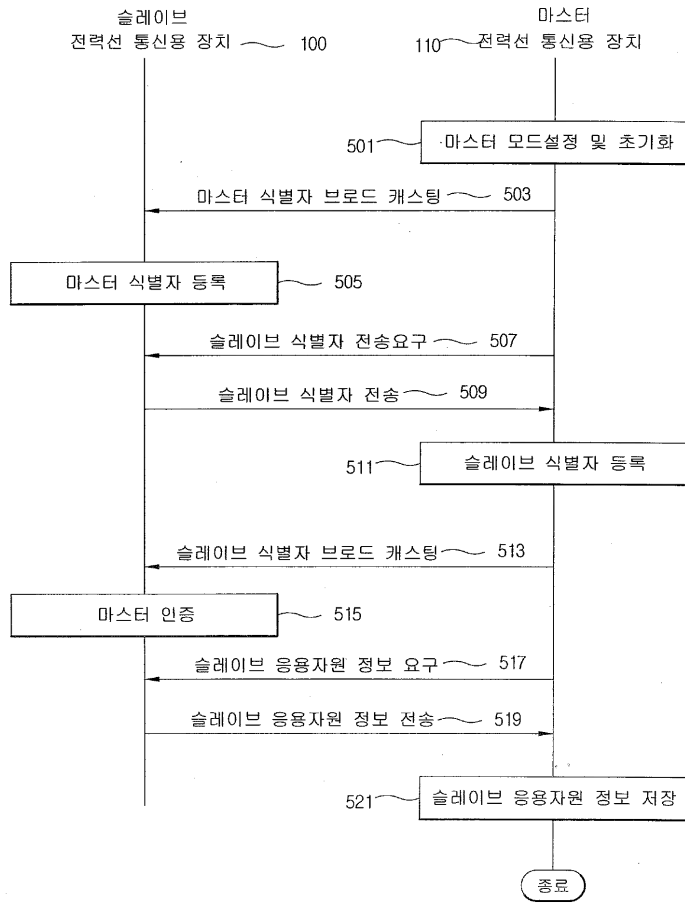 슬레이브
전력선 통신용 장치 100
마스터
110 전력선 통신용 장치
501 마스터 모드설정 및 초기화
마스터 식별자 브로드 캐스팅 503
마스터 식별자 등록 505
슬레이브 식별자 전송요구 507
슬레이브 식별자 전송 509
511 슬레이브 식별자 등록
슬레이브 식별자 브로드 캐스팅 513
마스터 인증 515
슬레이브 응용자원 정보 요구 517
슬레이브 응용자원 정보 전송 519
521 슬레이브 응용자원 정보 저장
종료